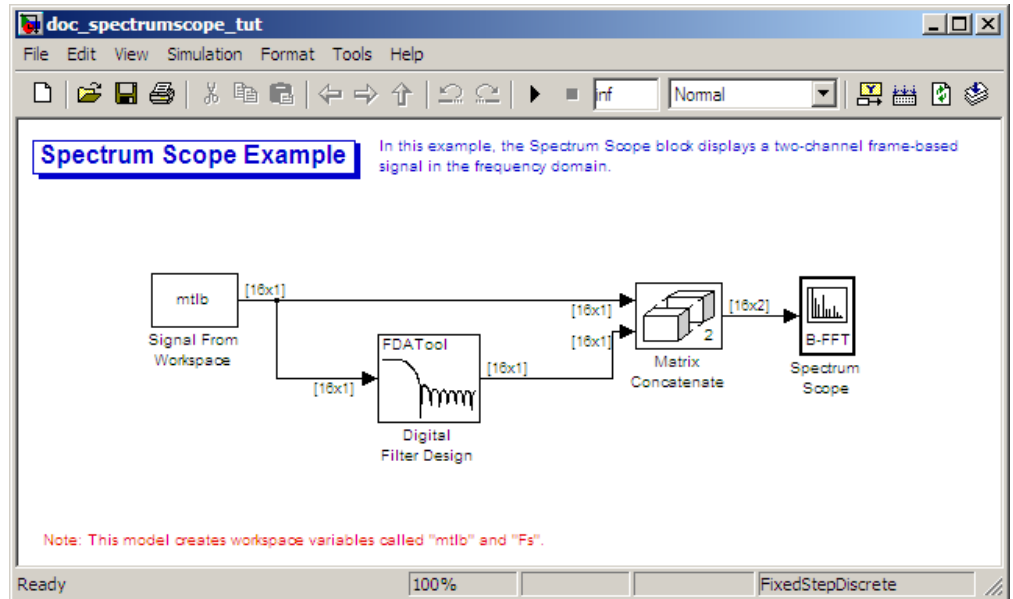 doc_spectrumscope_tut
File Edit View Simulation Format Tools Help
inf Normal
Spectrum Scope Example
In this example, the Spectrum Scope block displays a two-channel frame-based
signal in the frequency domain.
mtlb
[16x1]
Signal From
Workspace
[16x1]
FDATool
[16x1]
Digital
Filter Design
[16x1]
[16x1]
2
Matrix
Concatenate
[16x2]
B-FFT
Spectrum
Scope
Note: This model creates workspace variables called "mtlb" and "Fs".
Ready 100% FixedStepDiscrete